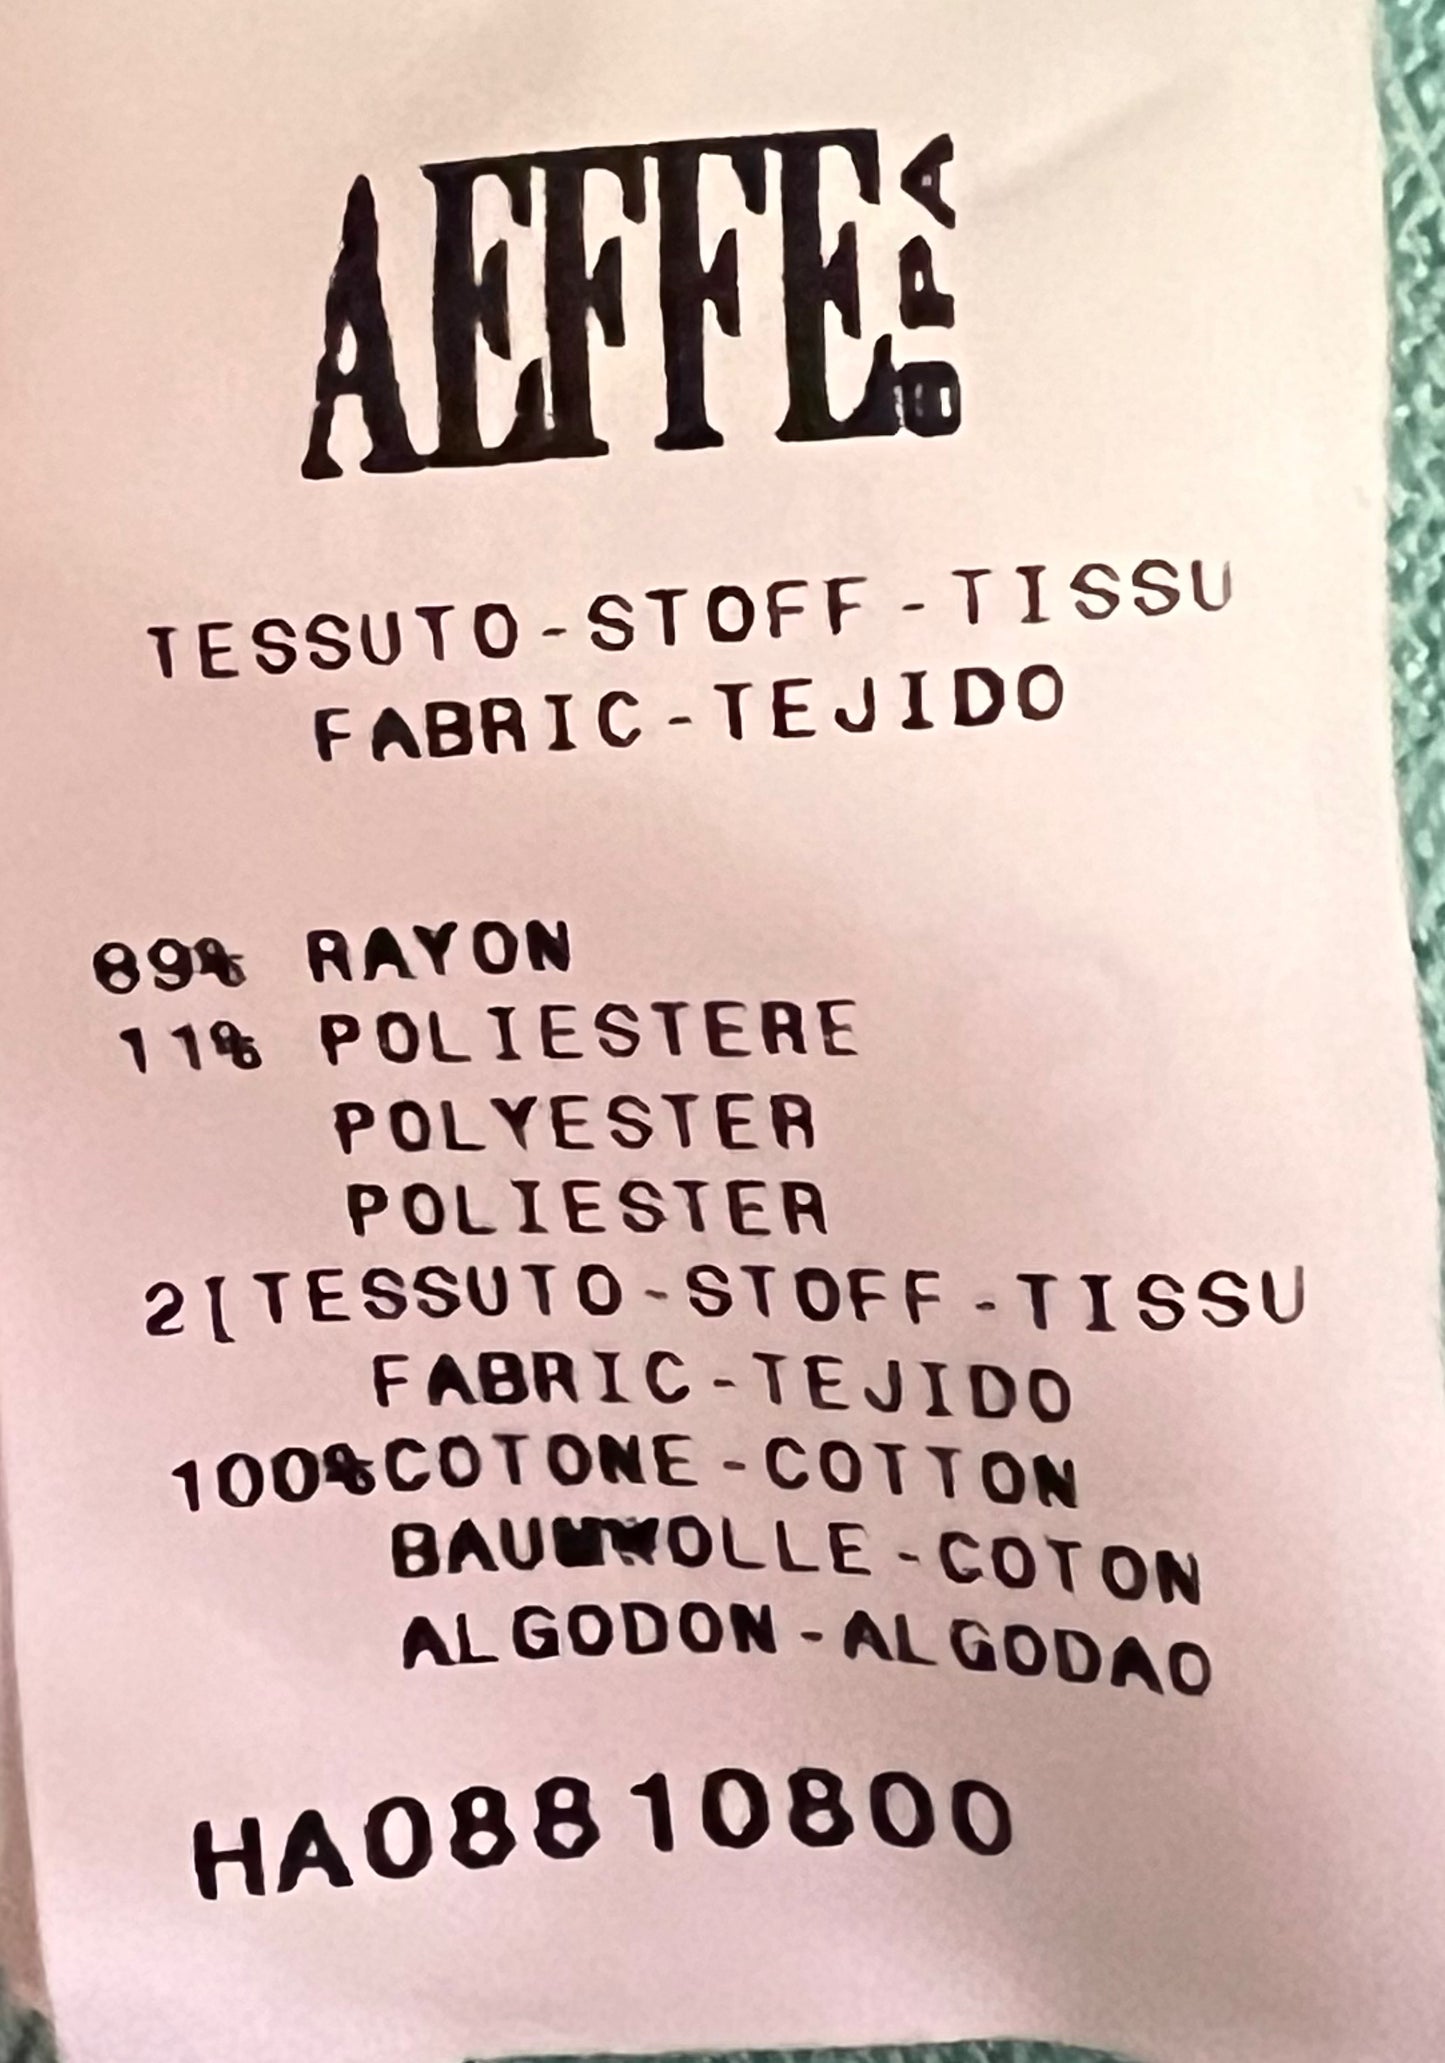 AEFFE SPA
TESSUTO-STOFF-TISSU
FABRIC-TEJIDO
89% RAYON
11% POLIESTERE
POLYESTER
POLIESTER
2[TESSUTO-STOFF-TISSU
FABRIC-TEJIDO
100%COTONE-COTTON
BAUMWOLLE-COTON
ALGODON-ALGODAO
HA08810800